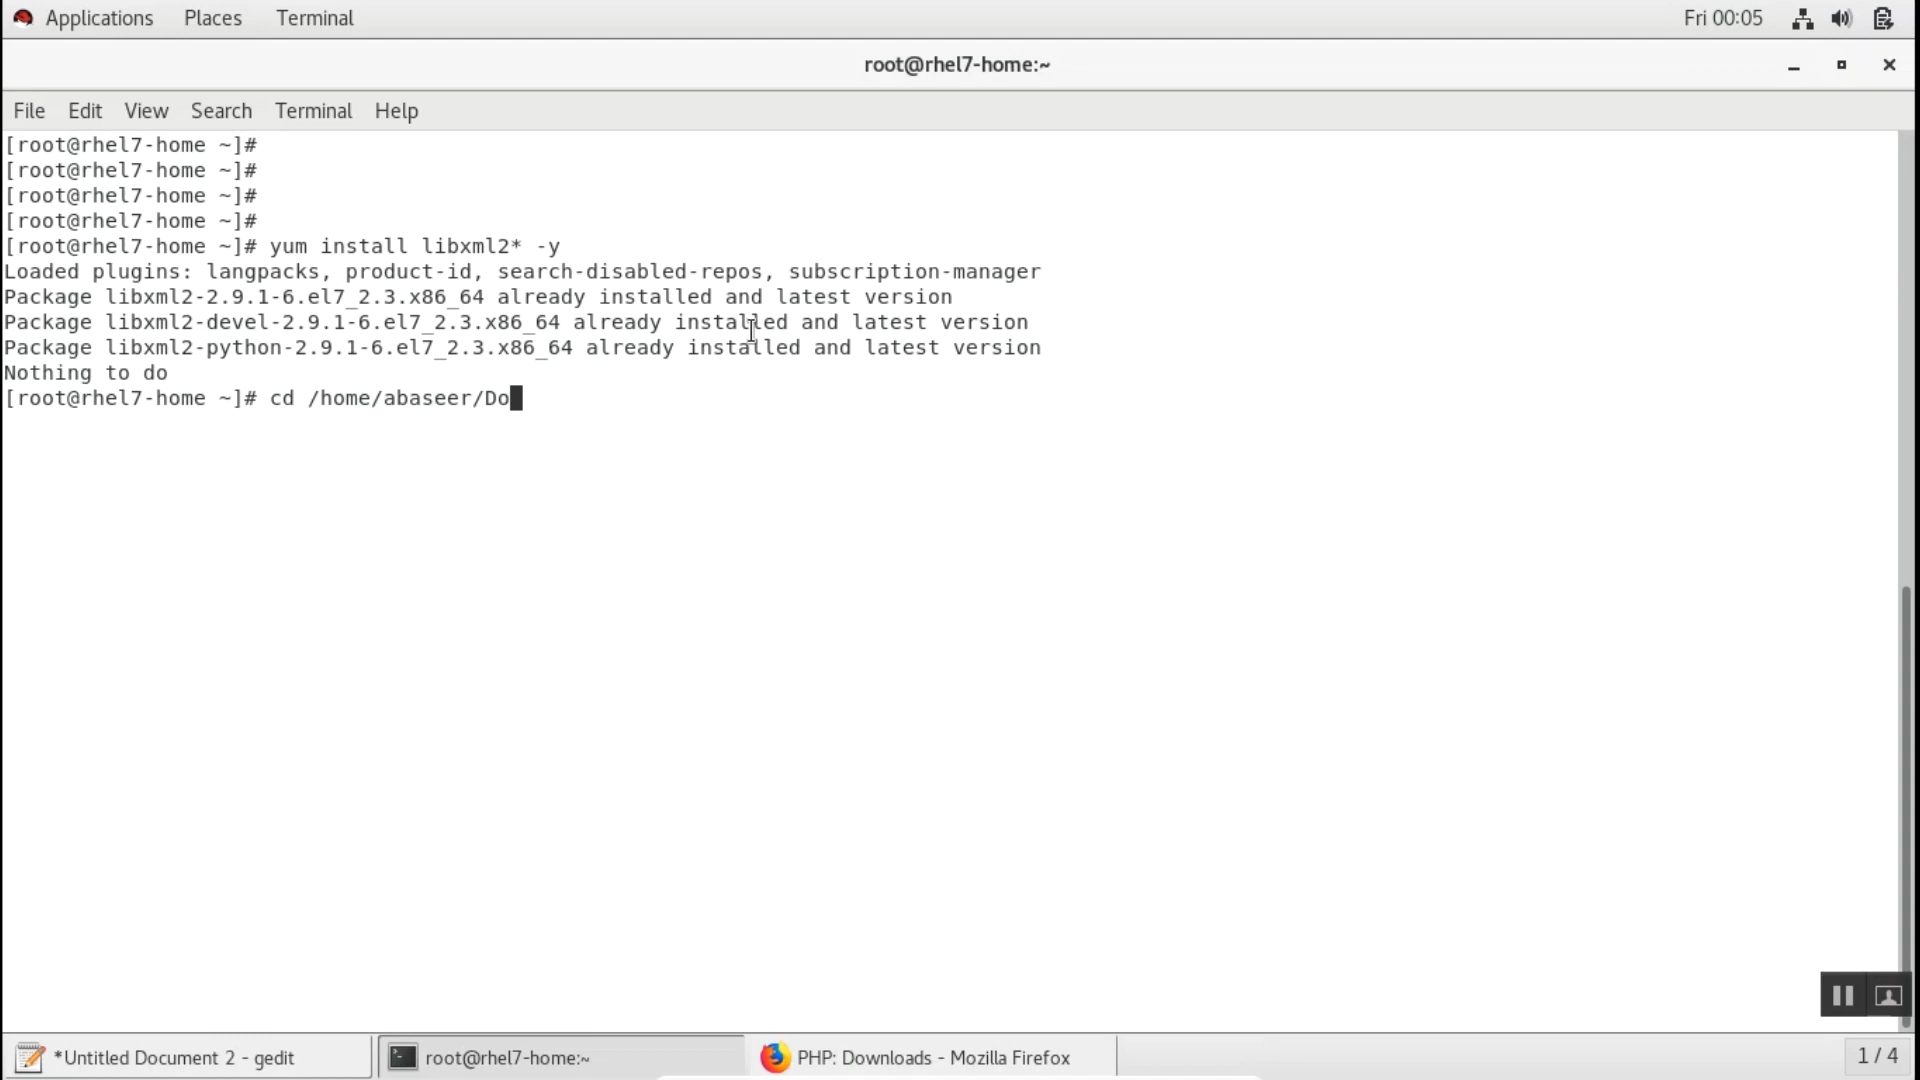 Applications Places Terminal Fri 00:05
root@rhel7-home:~
File Edit View Search Terminal Help
[root@rhel7-home ~]#
[root@rhel7-home ~]#
[root@rhel7-home ~]#
[root@rhel7-home ~]#
[root@rhel7-home ~]# yum install libxml2* -y
Loaded plugins: langpacks, product-id, search-disabled-repos, subscription-manager
Package libxml2-2.9.1-6.el7_2.3.x86_64 already installed and latest version
Package libxml2-devel-2.9.1-6.el7_2.3.x86_64 already installed and latest version
Package libxml2-python-2.9.1-6.el7_2.3.x86_64 already installed and latest version
Nothing to do
[root@rhel7-home ~]# cd /home/abaseer/Do
*Untitled Document 2 - gedit root@rhel7-home:~ PHP: Downloads - Mozilla Firefox 1 / 4